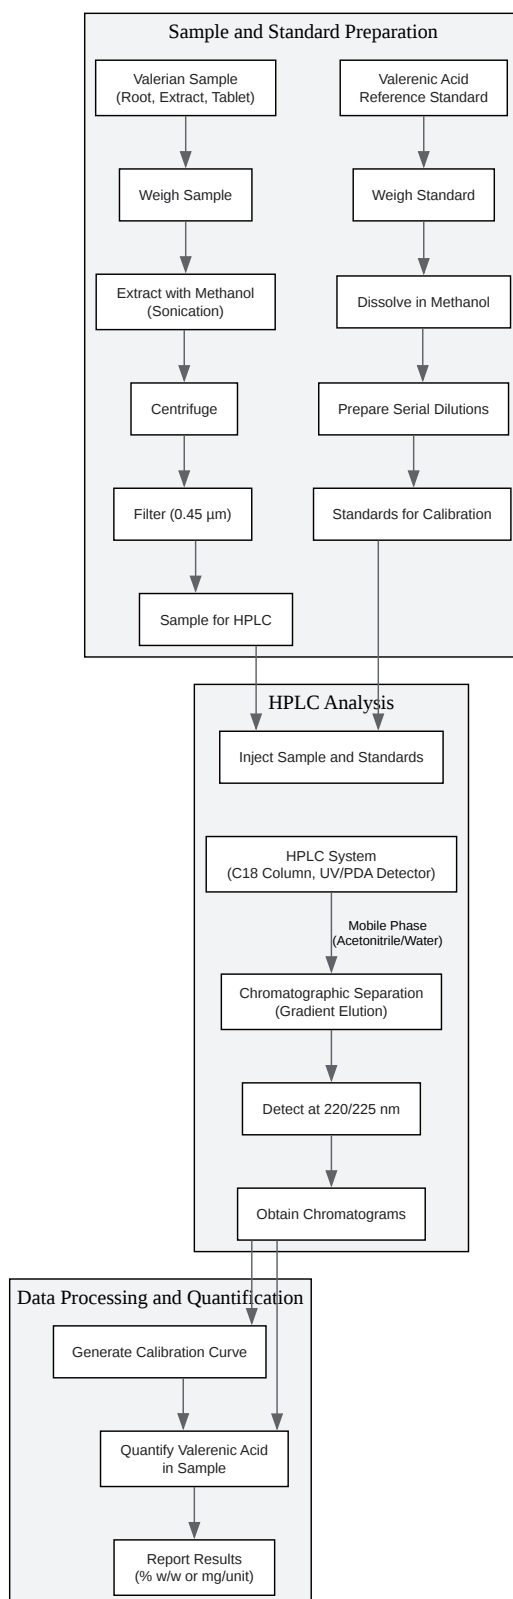 Sample and Standard Preparation
Valerian Sample
(Root, Extract, Tablet)
Valerenic Acid
Reference Standard
Weigh Sample
Weigh Standard
Extract with Methanol
(Sonication)
Dissolve in Methanol
Centrifuge
Prepare Serial Dilutions
Filter (0.45 µm)
Standards for Calibration
Sample for HPLC
HPLC Analysis
Inject Sample and Standards
HPLC System
(C18 Column, UV/PDA Detector)
Mobile Phase
(Acetonitrile/Water)
Chromatographic Separation
(Gradient Elution)
Detect at 220/225 nm
Obtain Chromatograms
Data Processing and Quantification
Generate Calibration Curve
Quantify Valerenic Acid
in Sample
Report Results
(% w/w or mg/unit)